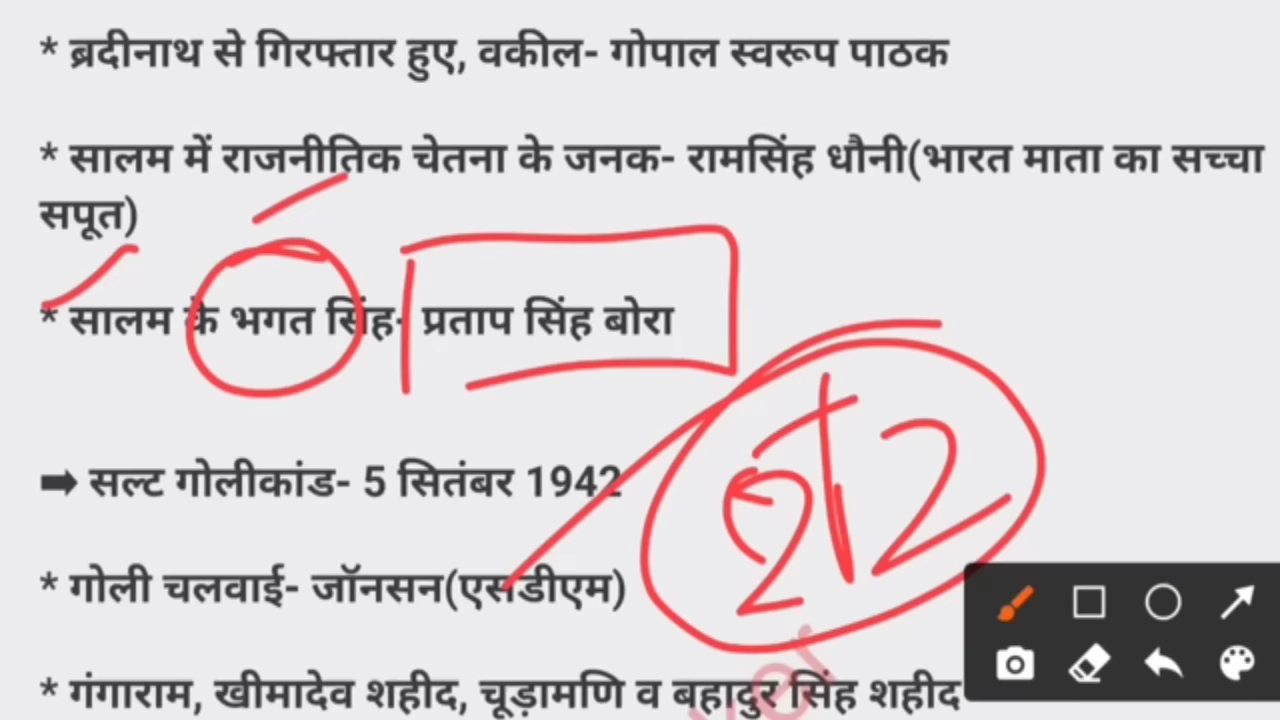 * ब्रदीनाथ से गिरफ्तार हुए, वकील- गोपाल स्वरूप पाठक
* सालम में राजनीतिक चेतना के जनक- रामसिंह धौनी(भारत माता का सच्चा
सपूत)
* सालम के भगत सिंह- प्रताप सिंह बोरा
➡ सल्ट गोलीकांड- 5 सितंबर 1942
* गोली चलवाई- जॉनसन(एसडीएम)
* गंगाराम, खीमादेव शहीद, चूड़ामणि व बहादुर सिंह शहीद